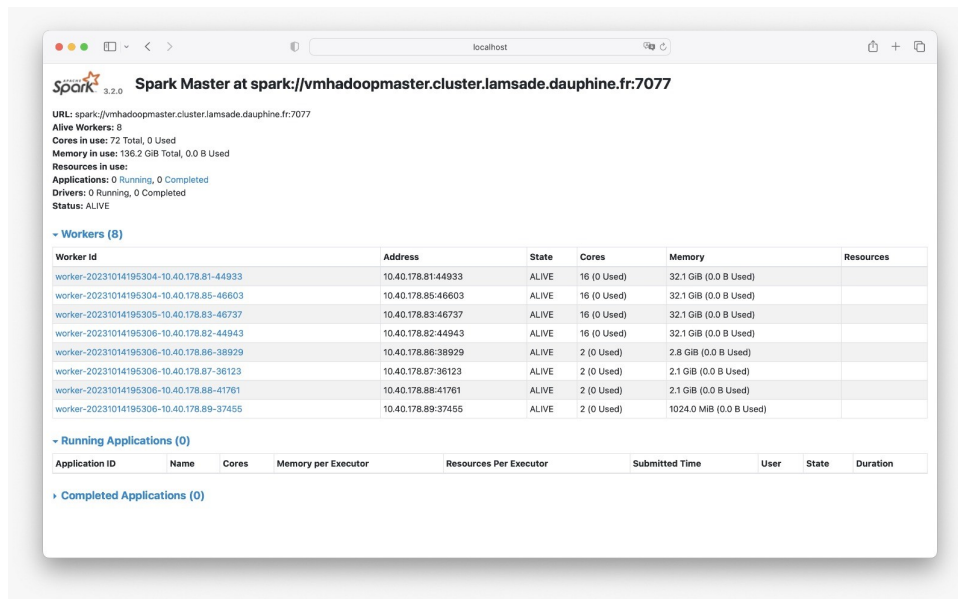 localhost
APACHE
Spark 3.2.0 Spark Master at spark://vmhadoopmaster.cluster.lamsade.dauphine.fr:7077
URL: spark://vmhadoopmaster.cluster.lamsade.dauphine.fr:7077
Alive Workers: 8
Cores in use: 72 Total, 0 Used
Memory in use: 136.2 GiB Total, 0.0 B Used
Resources in use:
Applications: 0 Running, 0 Completed
Drivers: 0 Running, 0 Completed
Status: ALIVE
Workers (8)
Worker Id Address State Cores Memory Resources
worker-20231014195304-10.40.178.81-44933 10.40.178.81:44933 ALIVE 16 (0 Used) 32.1 GiB (0.0 B Used)
worker-20231014195304-10.40.178.85-46603 10.40.178.85:46603 ALIVE 16 (0 Used) 32.1 GiB (0.0 B Used)
worker-20231014195305-10.40.178.83-46737 10.40.178.83:46737 ALIVE 16 (0 Used) 32.1 GiB (0.0 B Used)
worker-20231014195306-10.40.178.82-44943 10.40.178.82:44943 ALIVE 16 (0 Used) 32.1 GiB (0.0 B Used)
worker-20231014195306-10.40.178.86-38929 10.40.178.86:38929 ALIVE 2 (0 Used) 2.8 GiB (0.0 B Used)
worker-20231014195306-10.40.178.87-36123 10.40.178.87:36123 ALIVE 2 (0 Used) 2.1 GiB (0.0 B Used)
worker-20231014195306-10.40.178.88-41761 10.40.178.88:41761 ALIVE 2 (0 Used) 2.1 GiB (0.0 B Used)
worker-20231014195306-10.40.178.89-37455 10.40.178.89:37455 ALIVE 2 (0 Used) 1024.0 MiB (0.0 B Used)
Running Applications (0)
Application ID Name Cores Memory per Executor Resources Per Executor Submitted Time User State Duration
Completed Applications (0)